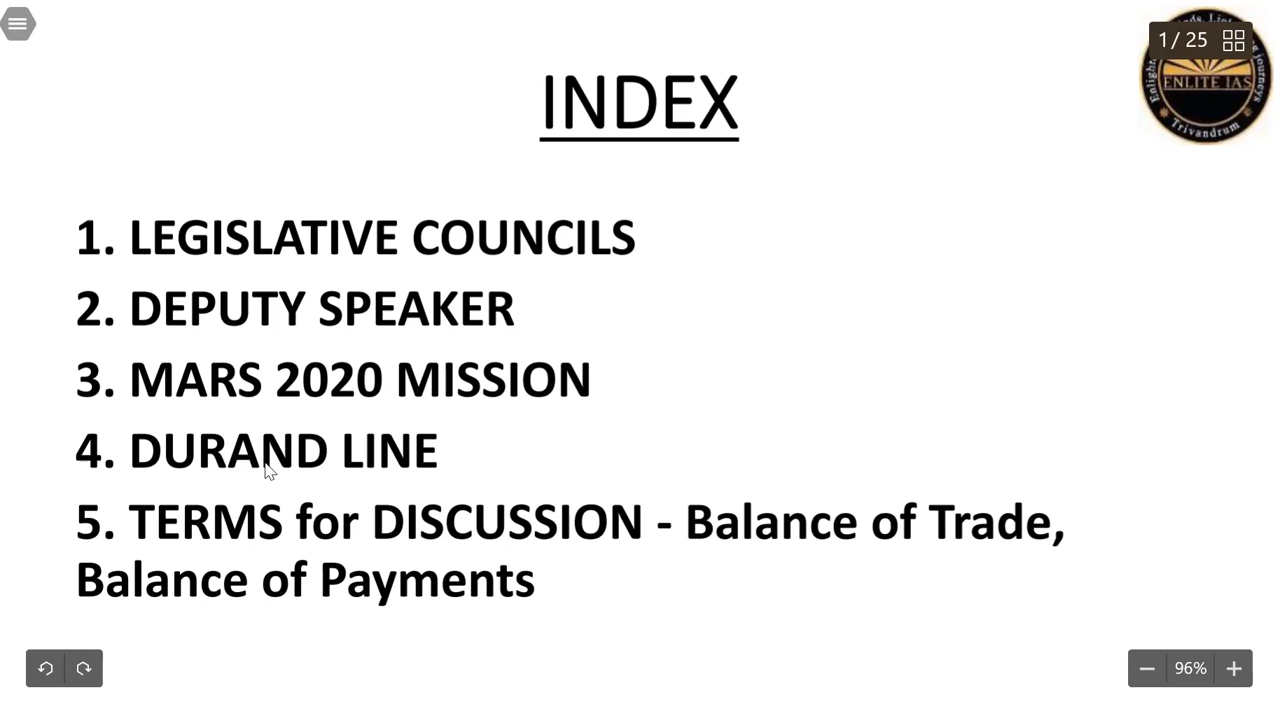 1 / 25
INDEX
ENLITE IAS
Trivandrum
1. LEGISLATIVE COUNCILS
2. DEPUTY SPEAKER
3. MARS 2020 MISSION
4. DURAND LINE
5. TERMS for DISCUSSION - Balance of Trade,
Balance of Payments
96%